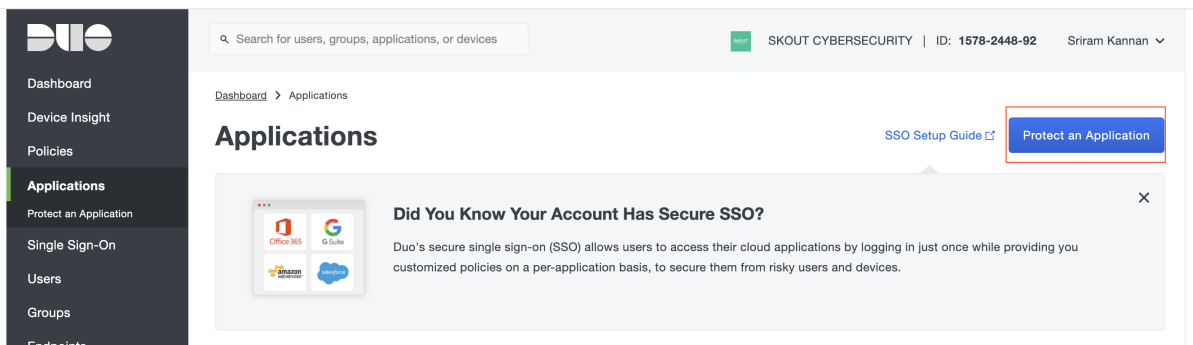 DUO
Search for users, groups, applications, or devices
SKOUT CYBERSECURITY | ID: 1578-2448-92 Sriram Kannan
Dashboard
Device Insight
Policies
Applications
Protect an Application
Single Sign-On
Users
Groups
Endpoints
Dashboard > Applications
Applications
SSO Setup Guide
Protect an Application
Office 365
G Suite
amazon
web services
salesforce
Did You Know Your Account Has Secure SSO?
Duo's secure single sign-on (SSO) allows users to access their cloud applications by logging in just once while providing you
customized policies on a per-application basis, to secure them from risky users and devices.